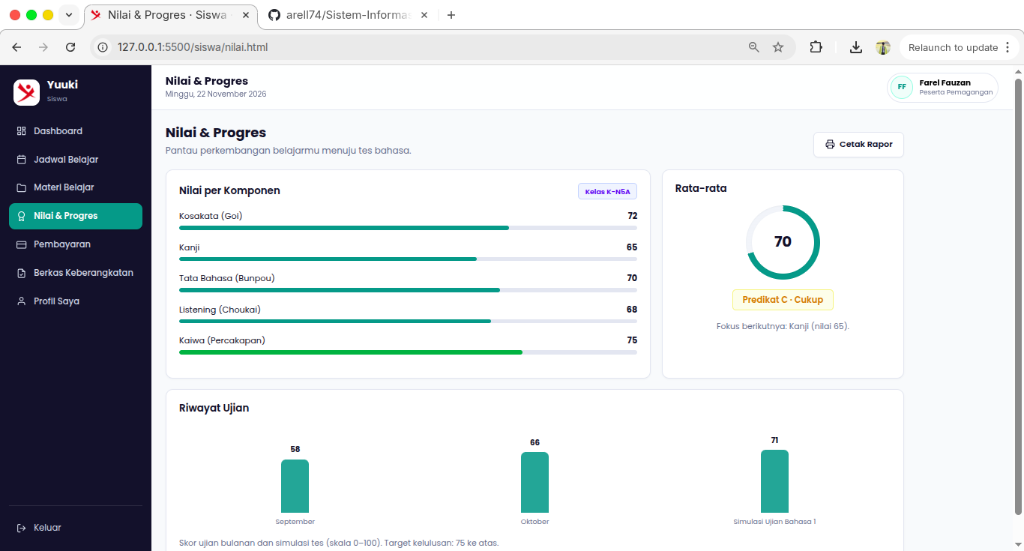 Nilai & Progres · Siswa
arell74/Sistem-Informas
127.0.0.1:5500/siswa/nilai.html
Relaunch to update
Yuuki
Siswa
Dashboard
Jadwal Belajar
Materi Belajar
Nilai & Progres
Pembayaran
Berkas Keberangkatan
Profil Saya
Keluar
Nilai & Progres
Minggu, 22 November 2026
FF
Farel Fauzan
Peserta Pemagangan
Nilai & Progres
Pantau perkembangan belajarmu menuju tes bahasa.
Cetak Rapor
Nilai per Komponen
Kelas K-N5A
Kosakata (Goi) 72
Kanji 65
Tata Bahasa (Bunpou) 70
Listening (Choukai) 68
Kaiwa (Percakapan) 75
Rata-rata
70
Predikat C · Cukup
Fokus berikutnya: Kanji (nilai 65).
Riwayat Ujian
58 66 71
September Oktober Simulasi Ujian Bahasa 1
Skor ujian bulanan dan simulasi tes (skala 0–100). Target kelulusan: 75 ke atas.